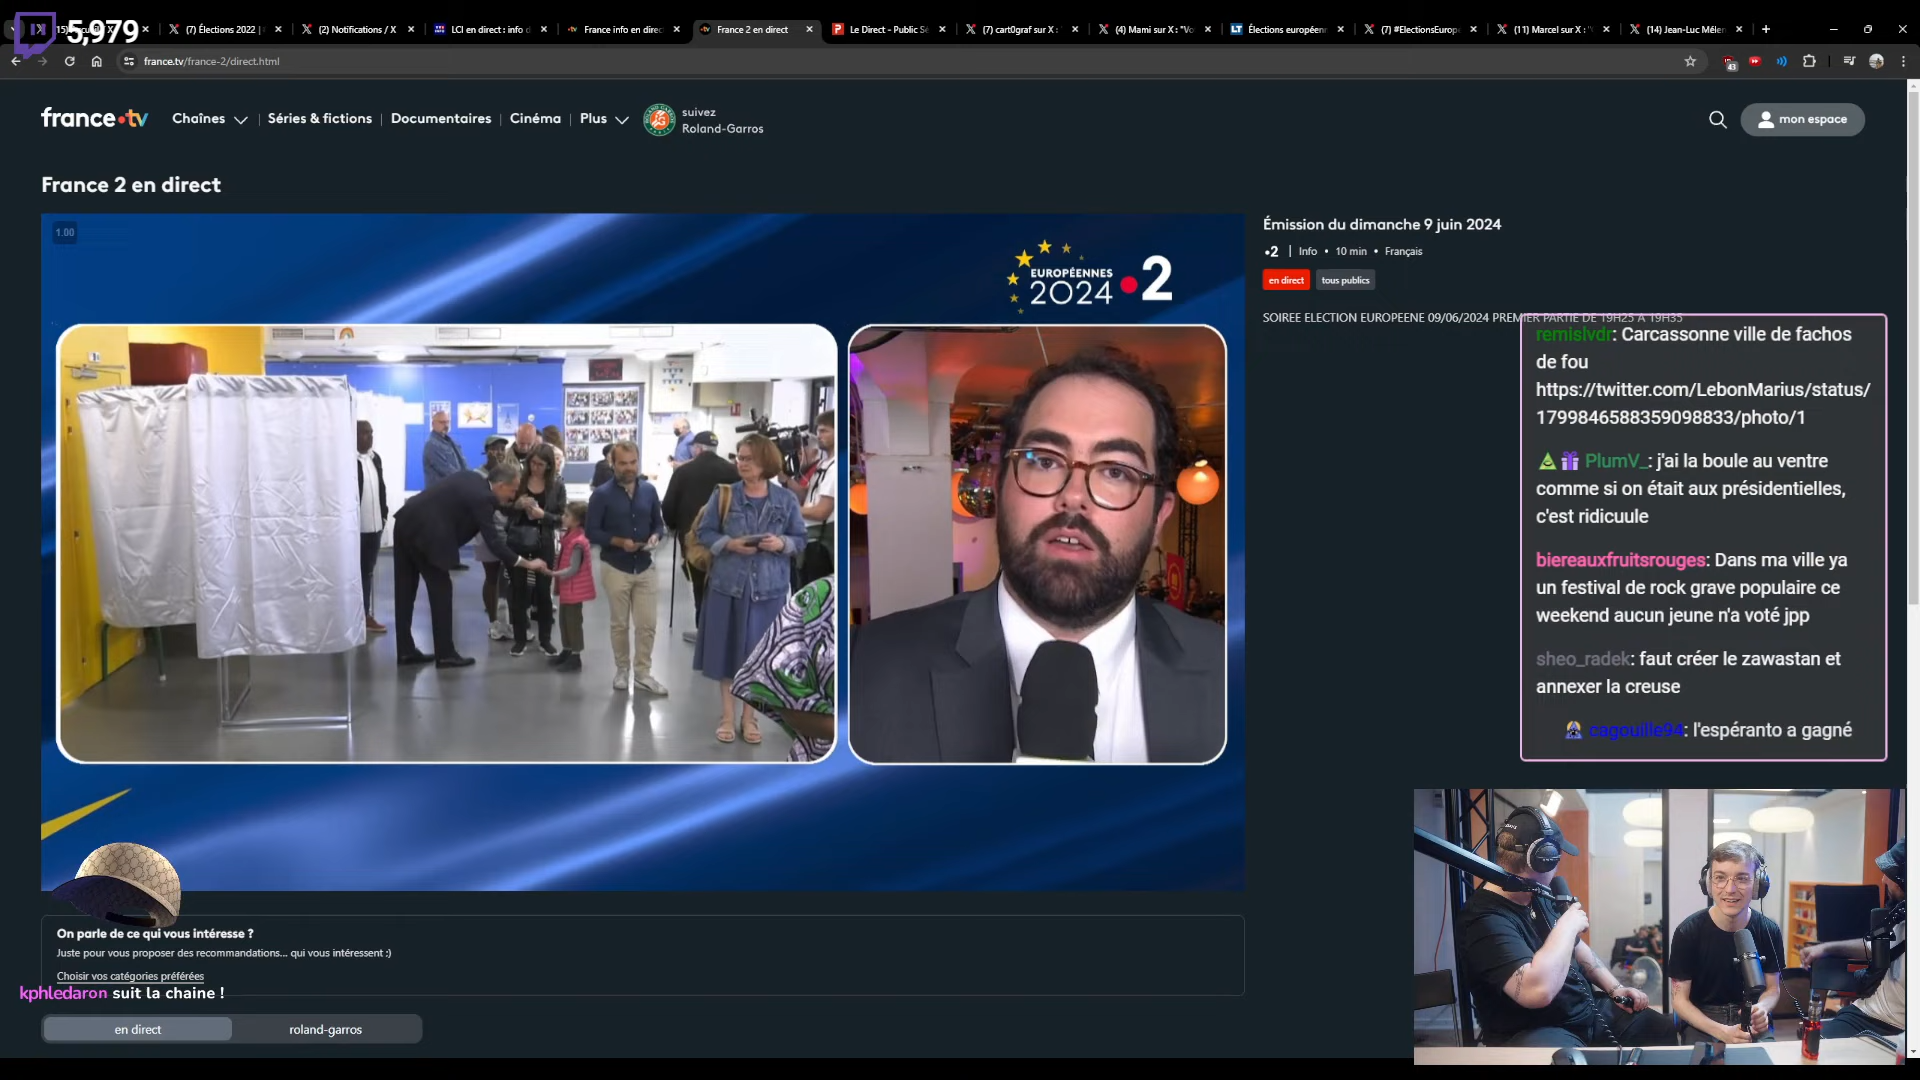 5,979
(7) Élections 2022 |
(2) Notifications / X
LCI en direct : info d
France info en direc
France 2 en direct
Le Direct - Public Sé
(7) cart0graf sur X :
(4) Mami sur X : "Vo
Élections européenn
(7) #ElectionsEurop
(11) Marcel sur X : "
(14) Jean-Luc Mélen
france.tv/france-2/direct.html
43
france•tv
Chaînes
Séries & fictions
Documentaires
Cinéma
Plus
suivez
Roland-Garros
mon espace
France 2 en direct
1.00
EUROPÉENNES
2024
2
Émission du dimanche 9 juin 2024
•2 | Info • 10 min • Français
en direct
tous publics
SOIREE ELECTION EUROPEENE 09/06/2024 PREMIER PARTIE DE 19H25 A 19H35
remislvdr: Carcassonne ville de fachos
de fou
https://twitter.com/LebonMarius/status/
1799846588359098833/photo/1
PlumV_: j'ai la boule au ventre
comme si on était aux présidentielles,
c'est ridicuule
biereauxfruitsrouges: Dans ma ville ya
un festival de rock grave populaire ce
weekend aucun jeune n'a voté jpp
sheo_radek: faut créer le zawastan et
annexer la creuse
cagouille94: l'espéranto a gagné
On parle de ce qui vous intéresse ?
Juste pour vous proposer des recommandations... qui vous intéressent :)
Choisir vos catégories préférées
kphledaron suit la chaine !
en direct
roland-garros